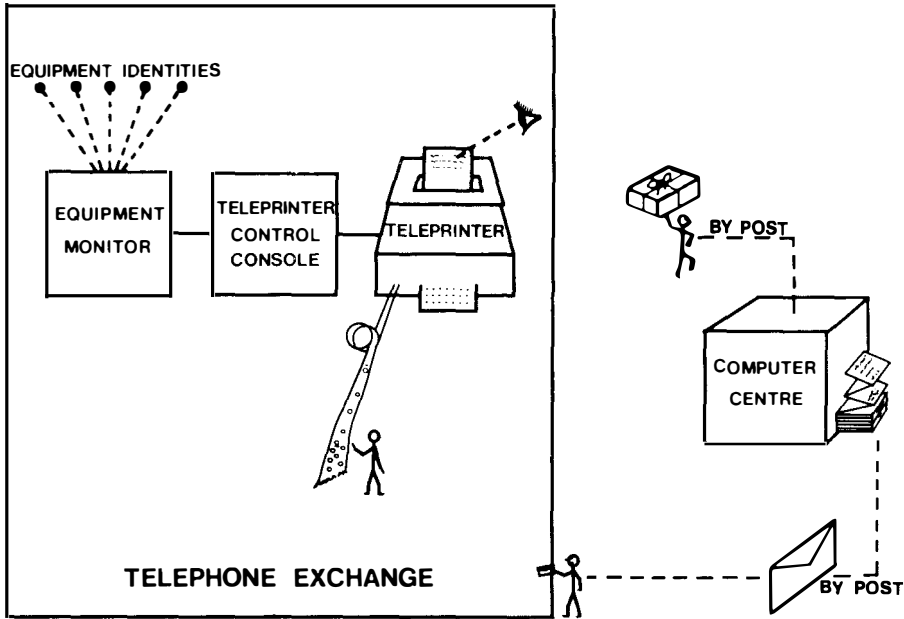 EQUIPMENT IDENTITIES
EQUIPMENT
MONITOR
TELEPRINTER
CONTROL
CONSOLE
TELEPRINTER
BY POST
COMPUTER
CENTRE
BY POST
TELEPHONE EXCHANGE